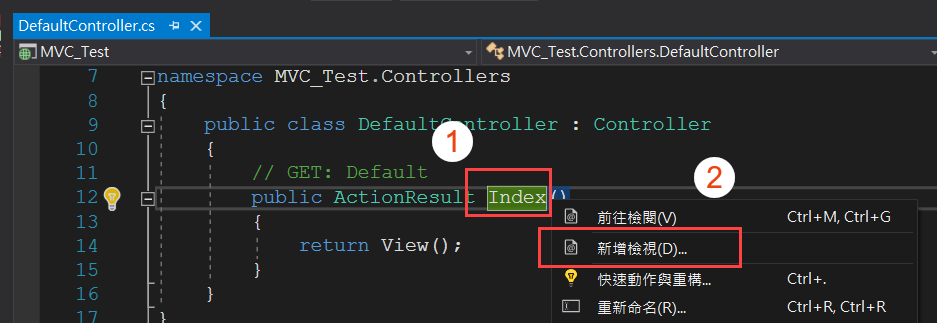 DefaultController.cs
MVC_Test MVC_Test.Controllers.DefaultController
7 namespace MVC_Test.Controllers
8 {
9 public class DefaultController : Controller
1
10 {
11 // GET: Default
2
12 public ActionResult Index()
前往檢閱(V) Ctrl+M, Ctrl+G
13 {
14 return View();
新增檢視(D)...
15 }
快速動作與重構... Ctrl+.
16 }
重新命名(R)... Ctrl+R, Ctrl+R
17 }